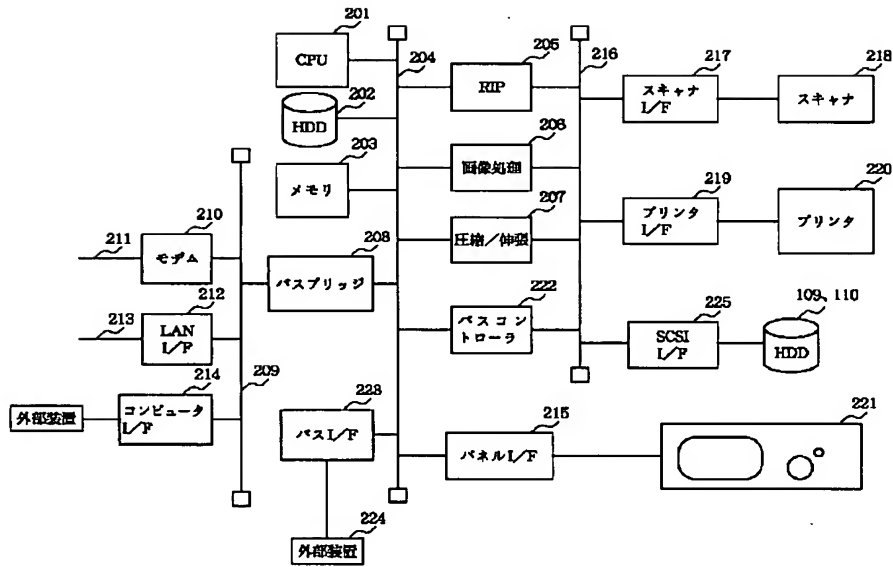 201
CPU
202
HDD
203
メモリ
204
205
RIP
206
画像処理
207
圧縮／伸張
216
217
スキャナ
I／F
218
スキャナ
219
プリンタ
I／F
220
プリンタ
210
211
モデム
208
バスブリッジ
212
213
LAN
I／F
209
214
外部装置
コンピュータ
I／F
222
バスコン
トローラ
225
SCSI
I／F
109、110
HDD
223
バスI／F
215
パネルI／F
221
224
外部装置